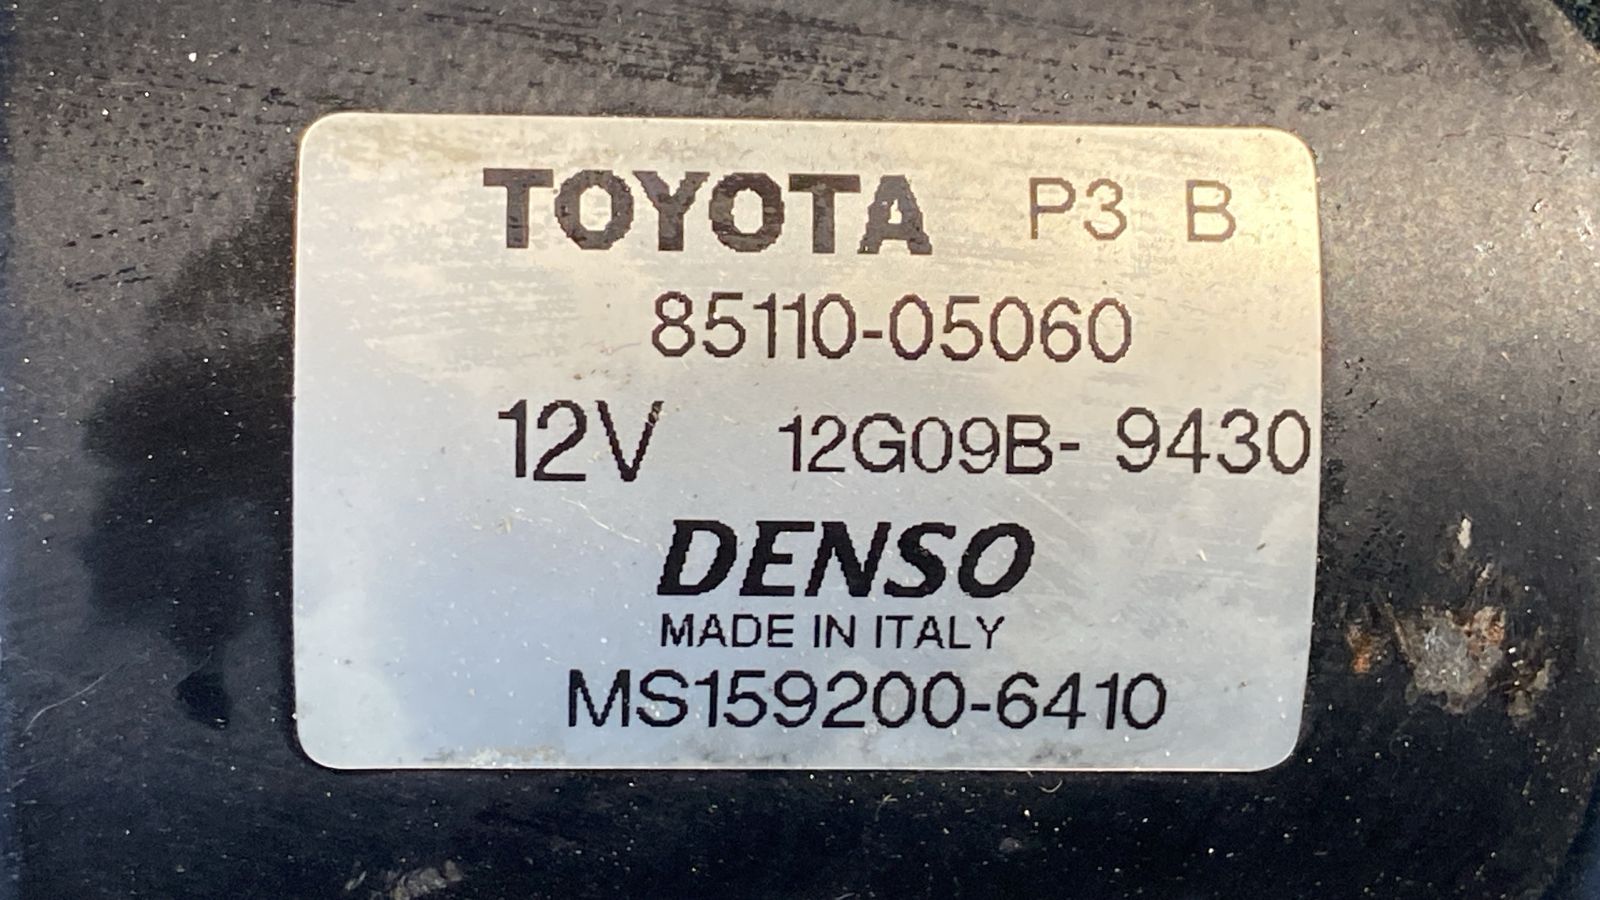 TOYOTA P3 B
85110-05060
12V 12G09B- 9430
DENSO
MADE IN ITALY
MS159200-6410